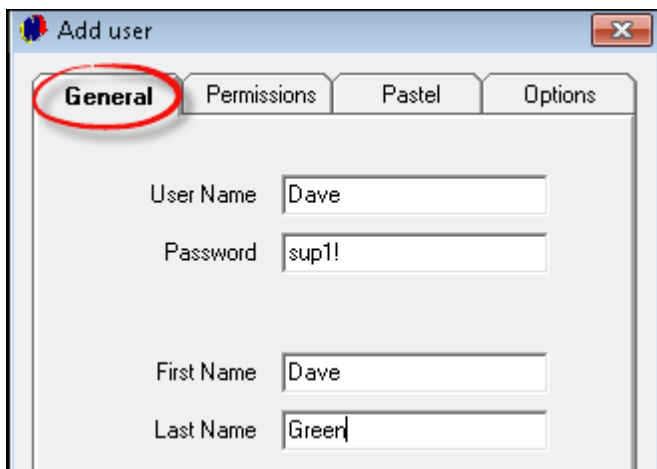 Add user
General Permissions Pastel Options
User Name Dave
Password sup1!
First Name Dave
Last Name Green